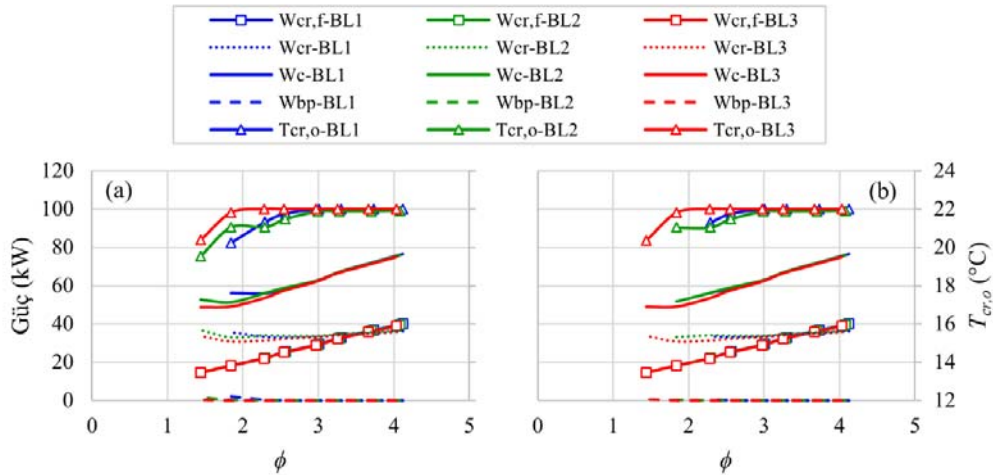 Wcr,f-BL1 Wcr,f-BL2 Wcr,f-BL3
Wcr-BL1 Wcr-BL2 Wcr-BL3
Wc-BL1 Wc-BL2 Wc-BL3
Wbp-BL1 Wbp-BL2 Wbp-BL3
Tcr,o-BL1 Tcr,o-BL2 Tcr,o-BL3
120 (a) (b) 24
100 22
80 20
60 18
40 16
20 14
0 12
Güç (kW)
T_cr,o (°C)
0 1 2 3 4 5 0 1 2 3 4 5
ϕ ϕ